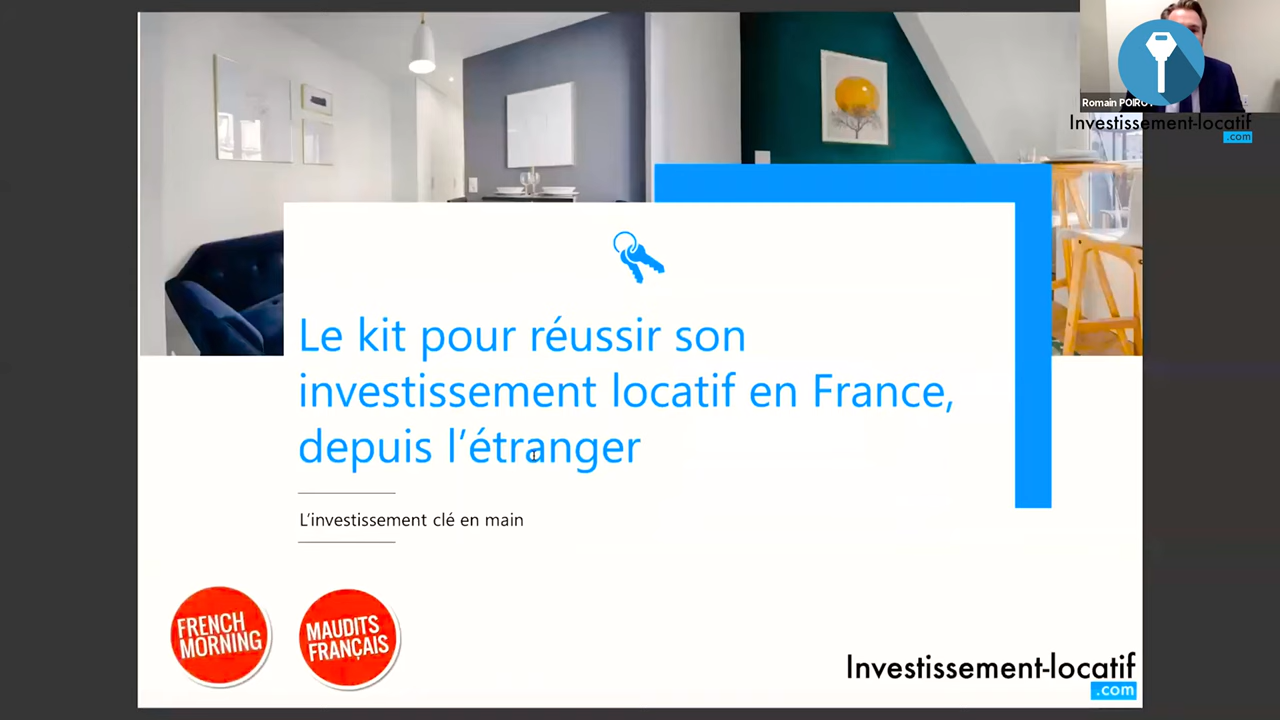 Romain POIROT
Investissement-locatif
.com
Le kit pour réussir son
investissement locatif en France,
depuis l'étranger
L'investissement clé en main
FRENCH
MORNING
MAUDITS
FRANÇAIS
Investissement-locatif
.com